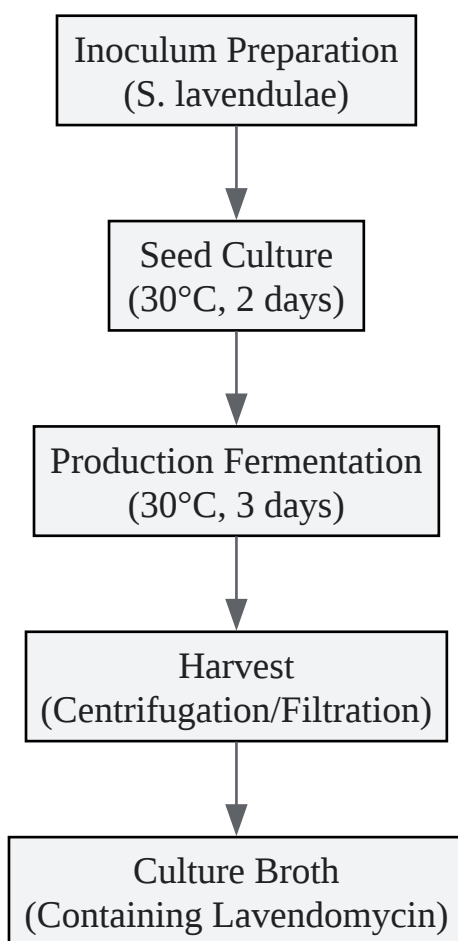 Inoculum Preparation
(S. lavendulae)
Seed Culture
(30°C, 2 days)
Production Fermentation
(30°C, 3 days)
Harvest
(Centrifugation/Filtration)
Culture Broth
(Containing Lavendomycin)